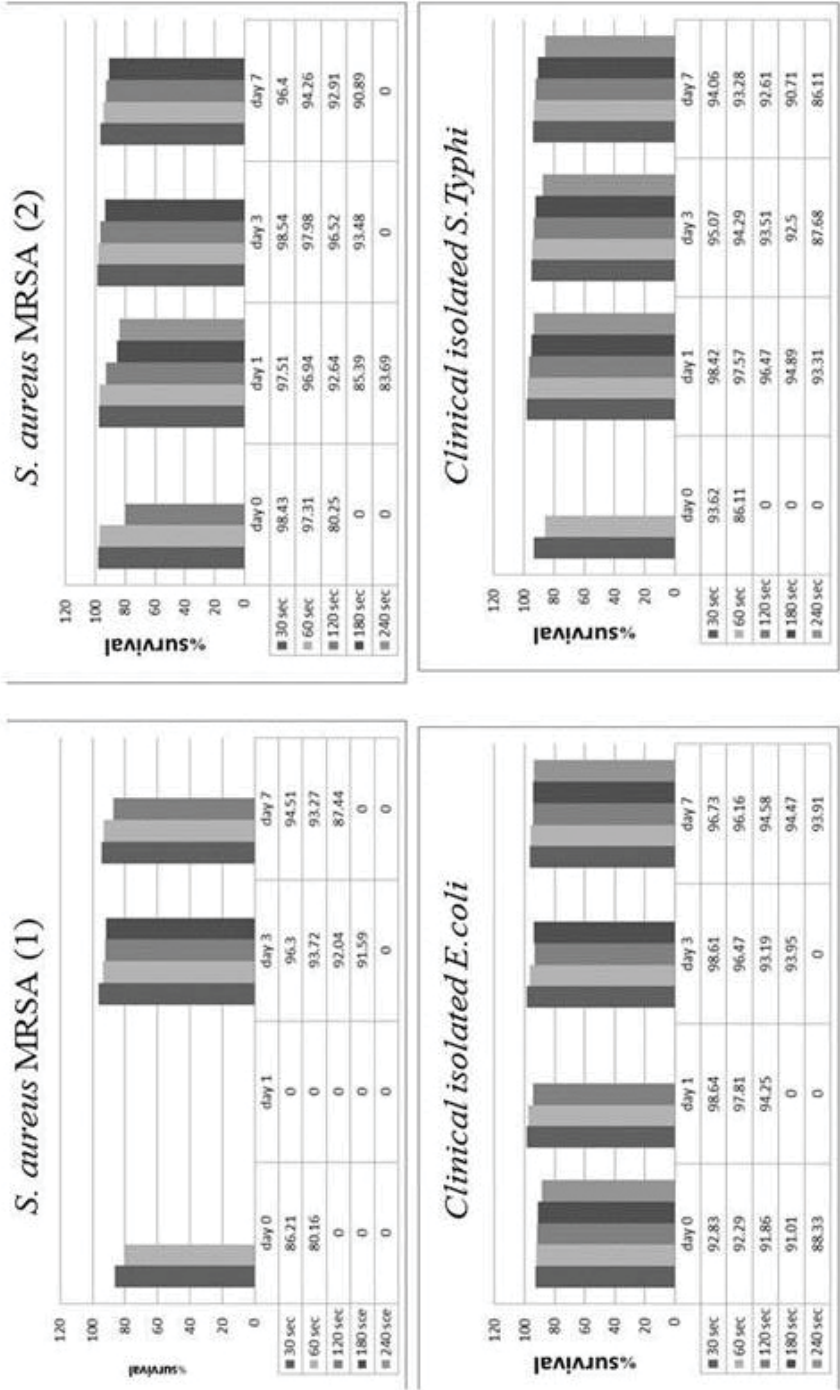 S. aureus MRSA (1)
120
100
80
60
40
20
0
%survival
day 0 day 1 day 3 day 7
30 sec 86.21 0 96.3 94.51
60 sec 80.16 0 93.72 93.27
120 sec 0 0 92.04 87.44
180 sce 0 0 91.59 0
240 sce 0 0 0 0
S. aureus MRSA (2)
120
100
80
60
40
20
0
%survival
day 0 day 1 day 3 day 7
30 sec 98.43 97.51 98.54 96.4
60 sec 97.31 96.94 97.98 94.26
120 sec 80.25 92.64 96.52 92.91
180 sec 0 85.39 93.48 90.89
240 sec 0 83.69 0 0
Clinical isolated E.coli
120
100
80
60
40
20
0
%survival
day 0 day 1 day 3 day 7
30 sec 92.83 98.64 98.61 96.73
60 sec 92.29 97.81 96.47 96.16
120 sec 91.86 94.25 93.19 94.58
180 sec 91.01 0 93.95 94.47
240 sec 88.33 0 0 93.91
Clinical isolated S.Typhi
120
100
80
60
40
20
0
%survival
day 0 day 1 day 3 day 7
30 sec 93.62 98.42 95.07 94.06
60 sec 86.11 97.57 94.29 93.28
120 sec 0 96.47 93.51 92.61
180 sec 0 94.89 92.5 90.71
240 sec 0 93.31 87.68 86.11